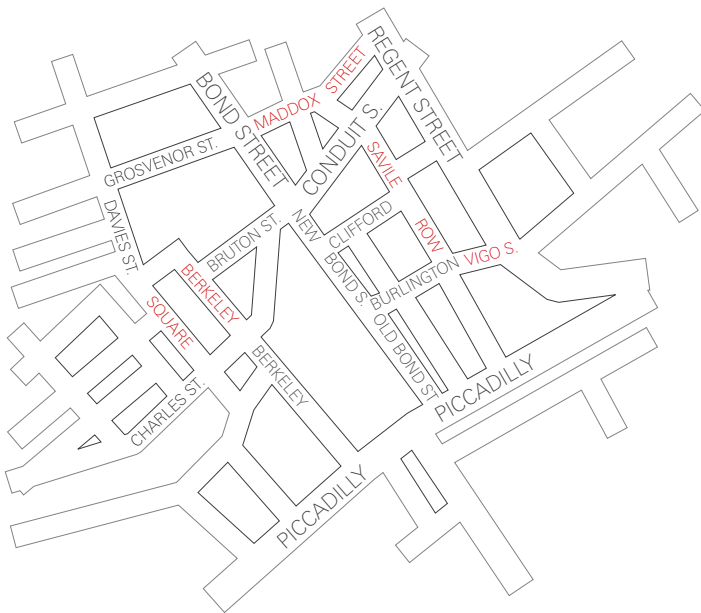 REGENT STREET
BOND STREET
MADDOX STREET
CONDUIT S.
GROSVENOR ST.
SAVILE
ROW
DAVIES ST.
BRUTON ST.
NEW
BOND S.
CLIFFORD
VIGO S.
BURLINGTON
BERKELEY
SQUARE
OLD BOND ST
BERKELEY
CHARLES ST.
PICCADILLY
PICCADILLY